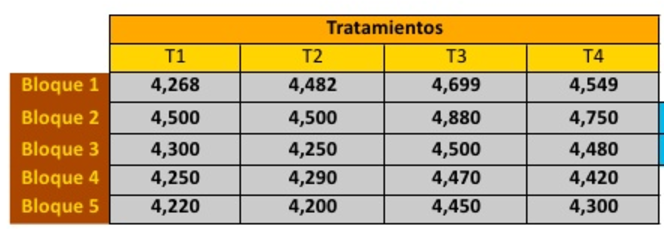 Tratamientos
T1 T2 T3 T4
Bloque 1 4,268 4,482 4,699 4,549
Bloque 2 4,500 4,500 4,880 4,750
Bloque 3 4,300 4,250 4,500 4,480
Bloque 4 4,250 4,290 4,470 4,420
Bloque 5 4,220 4,200 4,450 4,300